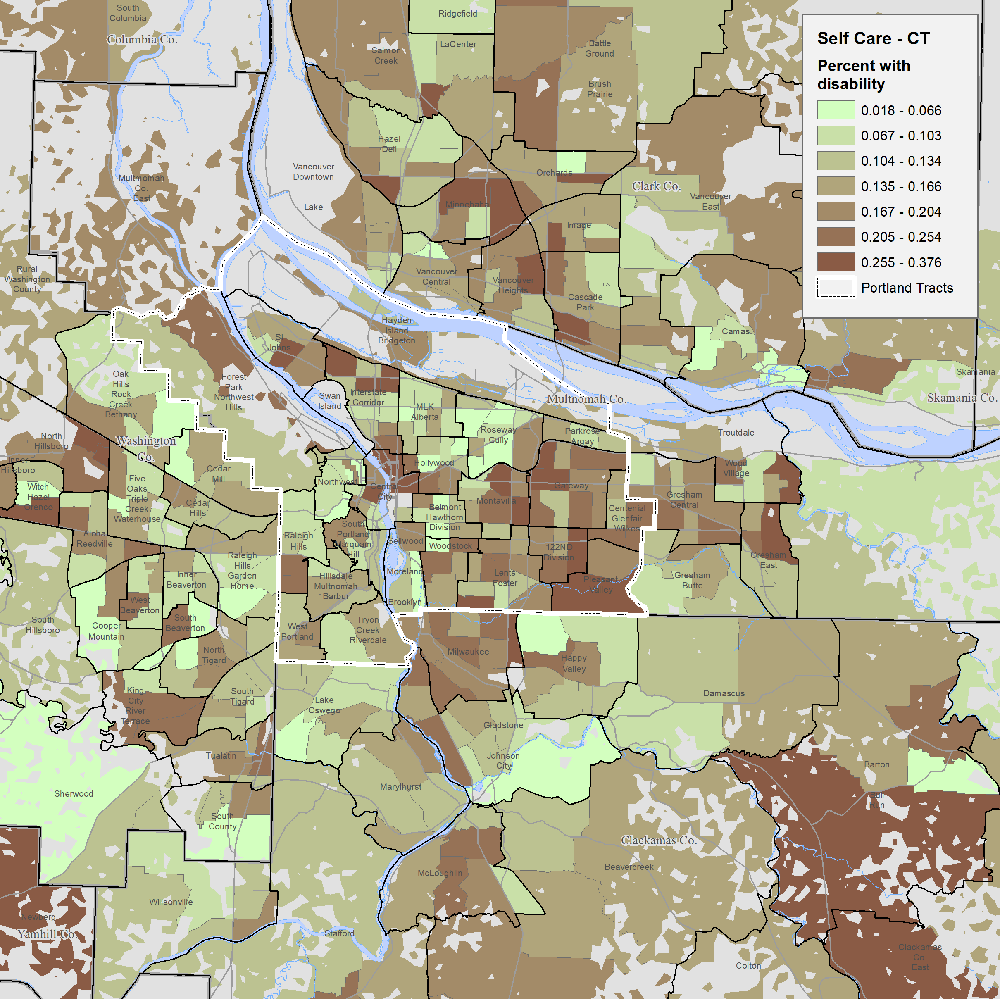 South
Columbia
Columbia Co.
Ridgefield
LaCenter
Salmon
Creek
Battle
Ground
Brush
Prairie
Self Care - CT
Percent with
disability
0.018 - 0.066
0.067 - 0.103
0.104 - 0.134
0.135 - 0.166
0.167 - 0.204
0.205 - 0.254
0.255 - 0.376
Portland Tracts
Hazel
Dell
Vancouver
Downtown
Lake
Orchards
Clark Co.
Vancouver
East
Multmomah
Co.
East
Minnehaha
Image
Rural
Washington
County
Vancouver
Central
Vancouver
Heights
Cascade
Park
Hayden
Island
Bridgeton
Camas
St
Johns
Skamania
Skamania Co.
Oak
Hills
Rock
Creek
Bethany
Forest
Park
Northwest
Hills
Swan
Island
Interstate
Corridor
MLK
Alberta
Multnomah Co.
Roseway
Cully
Parkrose
Argay
Troutdale
North
Hillsboro
Washington
Co.
Inner
Hillsboro
Hollywood
Wood
Village
Cedar
Mill
Five
Oaks
Triple
Creek
Waterhouse
Witch
Hazel
Orenco
Cedar
Hills
Northwest
Central
City
Gateway
Montavilla
Gresham
Central
Belmont
Hawthorn
Division
Centenial
Glenfair
Wilkes
Aloha
Reedville
Raleigh
Hills
South
Portland
Marquam
Hill
Sellwood
Woodstock
122ND
Division
Gresham
East
Raleigh
Hills
Garden
Home
Inner
Beaverton
Hillsdale
Multnomah
Barbur
Moreland
Lents
Foster
Pleasant
Valley
Gresham
Butte
Brooklyn
West
Beaverton
South
Beaverton
South
Hillsboro
Cooper
Mountain
West
Portland
Tryon
Creek
Riverdale
North
Tigard
Milwaukee
Happy
Valley
King
City
River
Terrace
South
Tigard
Lake
Oswego
Damascus
Gladstone
Tualatin
Johnson
City
Barton
Sherwood
Marylhurst
Bull
Run
South
County
Clackamas Co.
Beavercreek
McLoughlin
Willsonville
Newberg
Yamhill Co.
Stafford
Clackamas
Co.
East
Colton